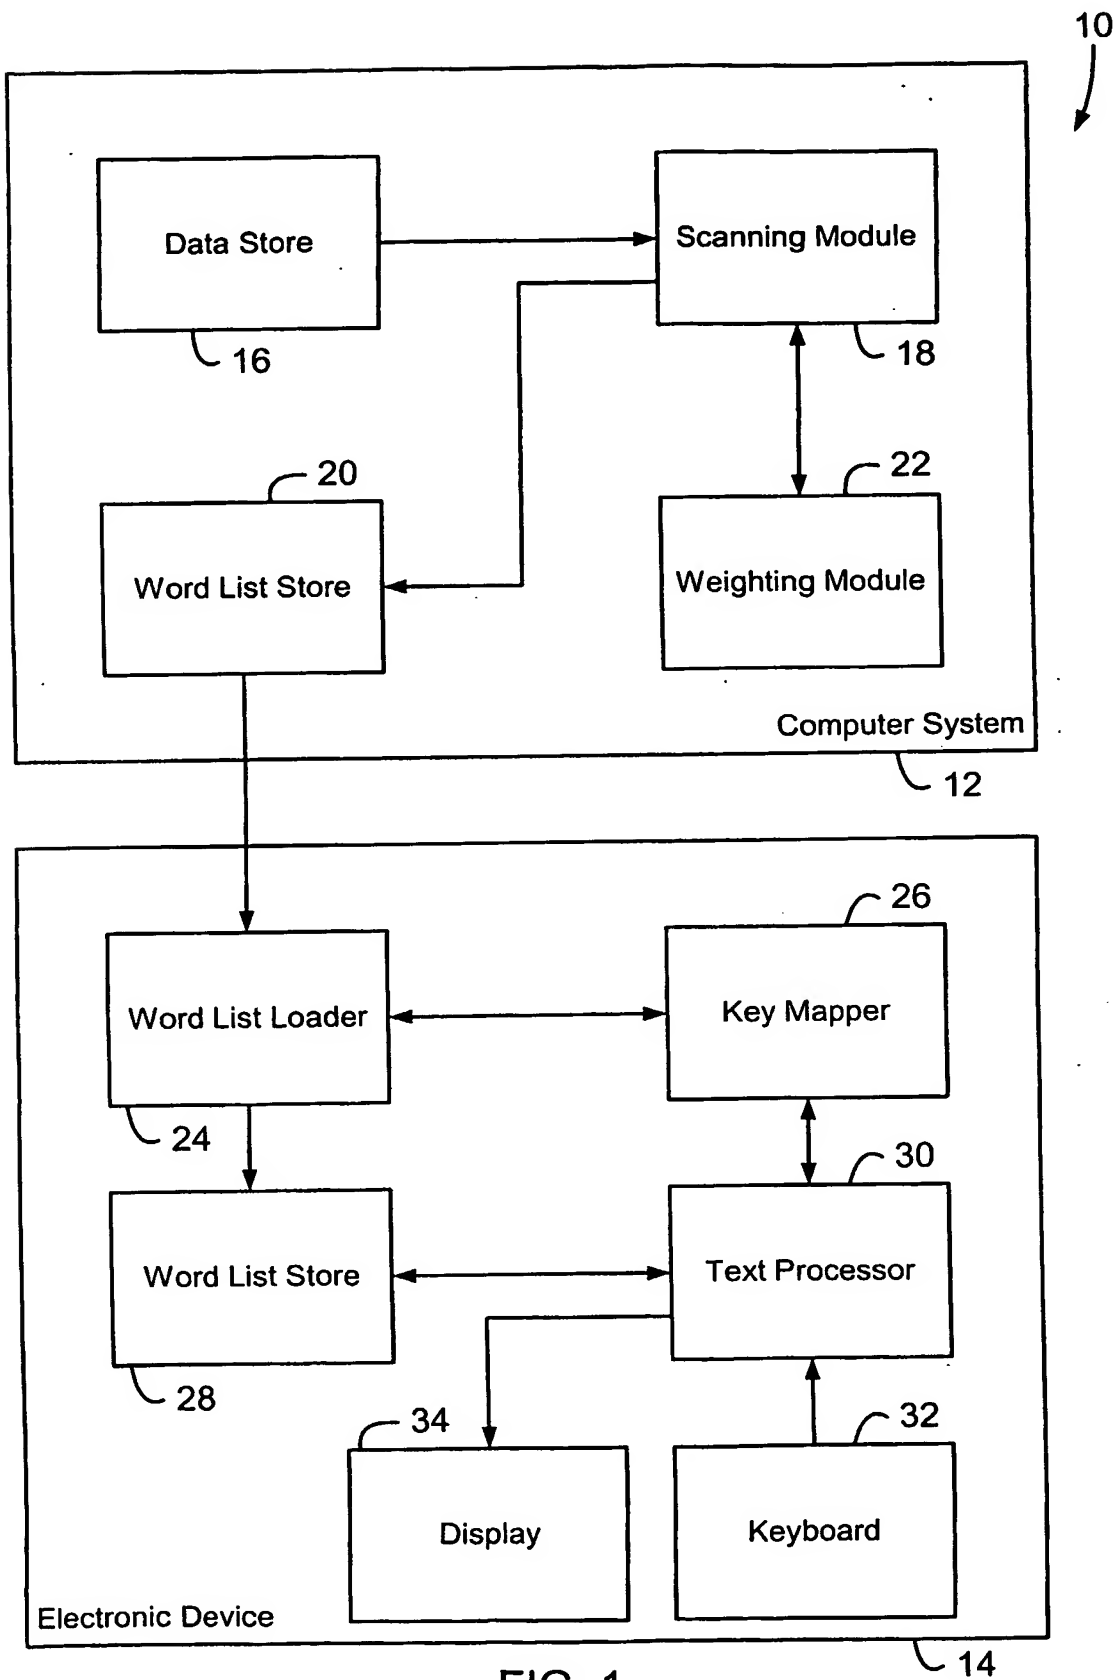 10
Data Store
Scanning Module
16
18
20
22
Word List Store
Weighting Module
Computer System
12
26
Word List Loader
Key Mapper
24
30
Word List Store
Text Processor
28
34
32
Display
Keyboard
Electronic Device
14
FIG. 1